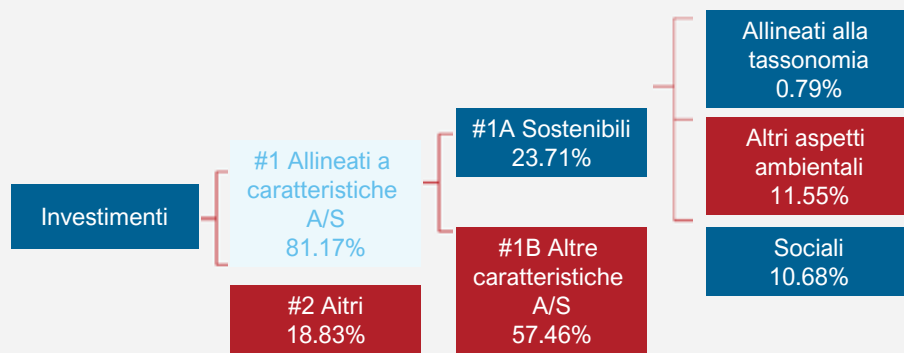 Investimenti
#1 Allineati a
caratteristiche
A/S
81.17%
#2 Aitri
18.83%
#1A Sostenibili
23.71%
#1B Altre
caratteristiche
A/S
57.46%
Allineati alla
tassonomia
0.79%
Altri aspetti
ambientali
11.55%
Sociali
10.68%